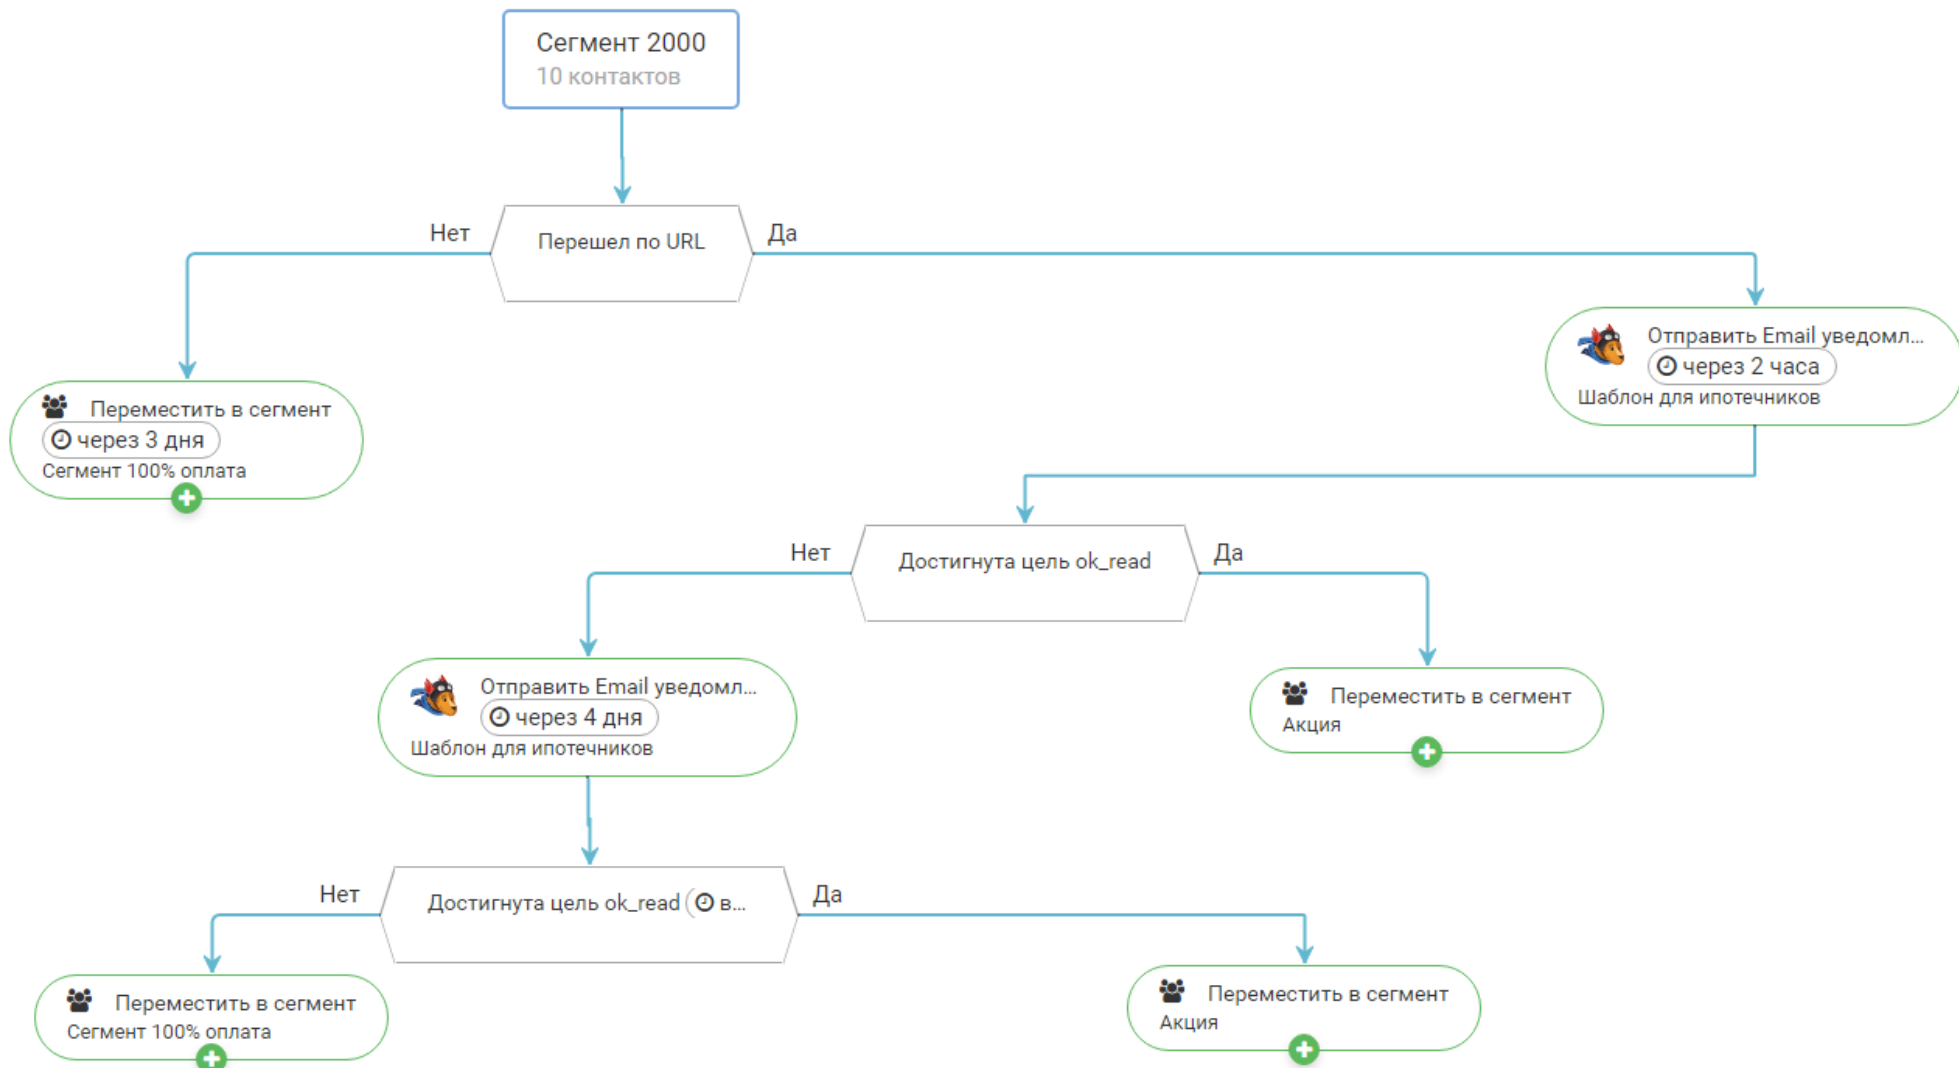 Сегмент 2000
10 контактов
Нет
Перешел по URL
Да
Отправить Email уведомл...
через 2 часа
Шаблон для ипотечников
Переместить в сегмент
через 3 дня
Сегмент 100% оплата
Нет
Достигнута цель ok_read
Да
Отправить Email уведомл...
через 4 дня
Шаблон для ипотечников
Переместить в сегмент
Акция
Нет
Достигнута цель ok_read ( в...
Да
Переместить в сегмент
Сегмент 100% оплата
Переместить в сегмент
Акция